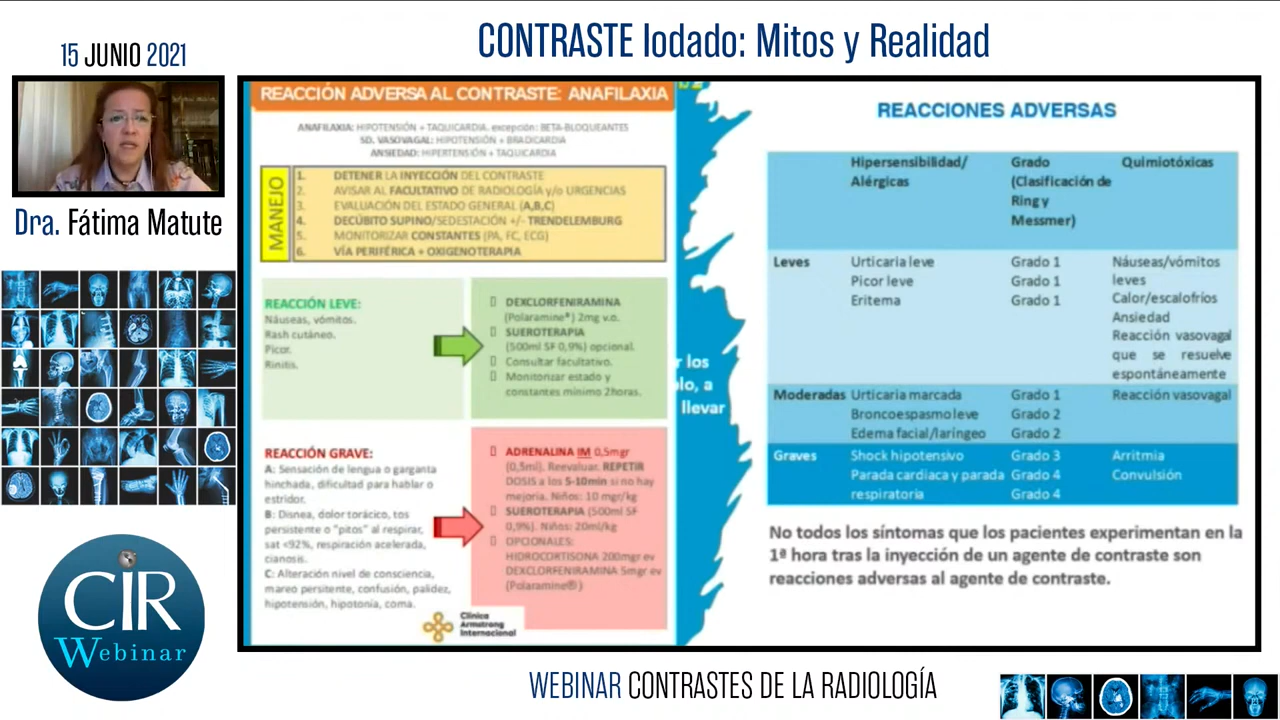 15 JUNIO 2021
CONTRASTE Iodado: Mitos y Realidad
Dra. Fátima Matute
CIR
Webinar
REACCIÓN ADVERSA AL CONTRASTE: ANAFILAXIA
ANAFILAXIA: HIPOTENSIÓN + TAQUICARDIA. excepción: BETA-BLOQUEANTES
SD. VASOVAGAL: HIPOTENSIÓN + BRADICARDIA
ANSIEDAD: HIPERTENSIÓN + TAQUICARDIA
MANEJO
1. DETENER LA INYECCIÓN DEL CONTRASTE
2. AVISAR AL FACULTATIVO DE RADIOLOGÍA y/o URGENCIAS
3. EVALUACIÓN DEL ESTADO GENERAL (A,B,C)
4. DECÚBITO SUPINO/SEDESTACIÓN +/- TRENDELEMBURG
5. MONITORIZAR CONSTANTES (PA, FC, ECG)
6. VÍA PERIFÉRICA + OXIGENOTERAPIA
REACCIÓN LEVE:
Náuseas, vómitos.
Rash cutáneo.
Picor.
Rinitis.
DEXCLORFENIRAMINA
(Polaramine®) 2mg v.o.
SUEROTERAPIA
(500ml SF 0,9%) opcional.
Consultar facultativo.
Monitorizar estado y
constantes mínimo 2horas.
REACCIÓN GRAVE:
A: Sensación de lengua o garganta
hinchada, dificultad para hablar o
estridor.
B: Disnea, dolor torácico, tos
persistente o "pitos" al respirar,
sat <92%, respiración acelerada,
cianosis.
C: Alteración nivel de consciencia,
mareo persitente, confusión, palidez,
hipotensión, hipotonía, coma.
ADRENALINA IM 0,5mgr
(0,5ml). Reevaluar. REPETIR
DOSIS a los 5-10min si no hay
mejoria. Niños: 10 mgr/kg
SUEROTERAPIA (500ml SF
0,9%). Niños: 20ml/kg
OPCIONALES:
HIDROCORTISONA 200mgr ev
DEXCLORFENIRAMINA 5mgr ev
(Polaramine®)
Clínica
Armstrong
Internacional
r los
lo, a
llevar
REACCIONES ADVERSAS
Hipersensibilidad/ Grado Quimiotóxicas
Alérgicas (Clasificación de
Ring y
Messmer)
Leves Urticaria leve Grado 1 Náuseas/vómitos
Picor leve Grado 1 leves
Eritema Grado 1 Calor/escalofríos
Ansiedad
Reacción vasovagal
que se resuelve
espontáneamente
Moderadas Urticaria marcada Grado 1 Reacción vasovagal
Broncoespasmo leve Grado 2
Edema facial/laríngeo Grado 2
Graves Shock hipotensivo Grado 3 Arritmia
Parada cardiaca y parada Grado 4 Convulsión
respiratoria Grado 4
No todos los síntomas que los pacientes experimentan en la
1ª hora tras la inyección de un agente de contraste son
reacciones adversas al agente de contraste.
WEBINAR CONTRASTES DE LA RADIOLOGÍA